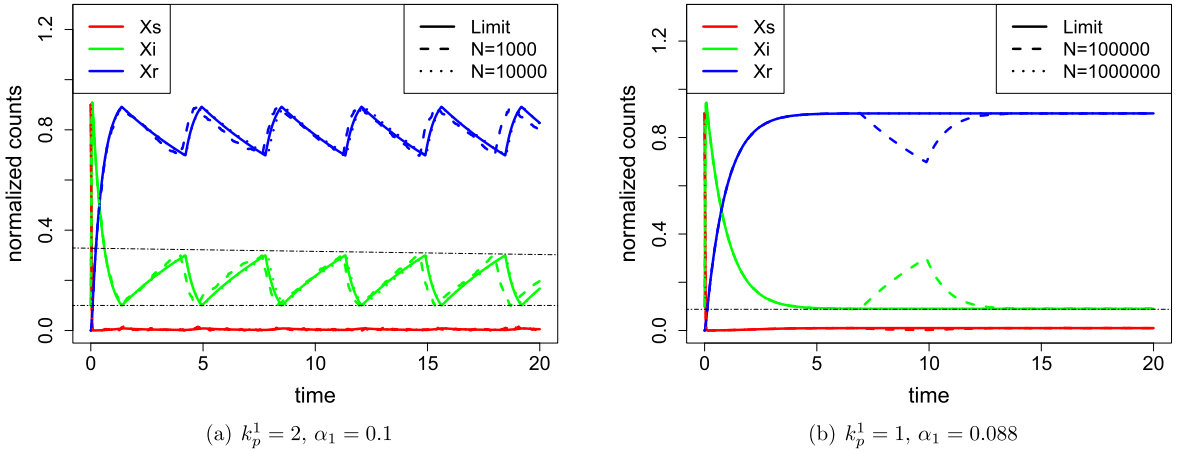 Xs
Xi
Xr
Limit
N=1000
N=10000
normalized counts
0.0
0.4
0.8
1.2
0
5
10
15
20
time
(a) $k_p^1 = 2$, $\alpha_1 = 0.1$
Xs
Xi
Xr
Limit
N=100000
N=1000000
normalized counts
0.0
0.4
0.8
1.2
0
5
10
15
20
time
(b) $k_p^1 = 1$, $\alpha_1 = 0.088$